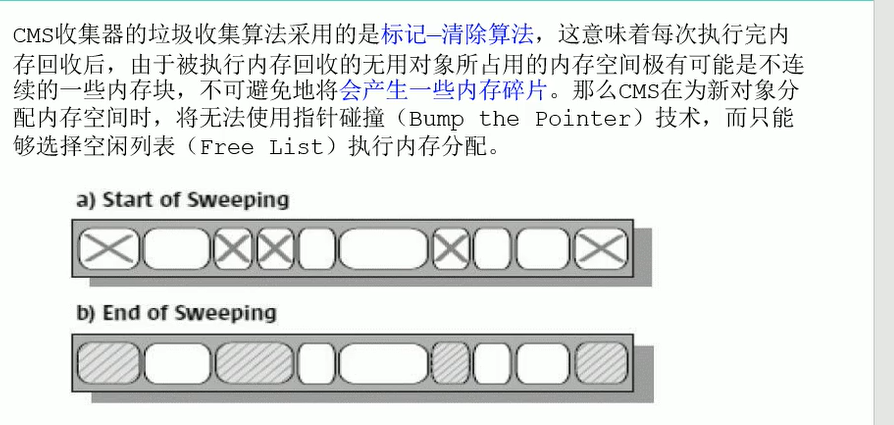 CMS收集器的垃圾收集算法采用的是标记—清除算法，这意味着每次执行完内
存回收后，由于被执行内存回收的无用对象所占用的内存空间极有可能是不连
续的一些内存块，不可避免地将会产生一些内存碎片。那么CMS在为新对象分
配内存空间时，将无法使用指针碰撞（Bump the Pointer）技术，而只能
够选择空闲列表（Free List）执行内存分配。
a) Start of Sweeping
b) End of Sweeping